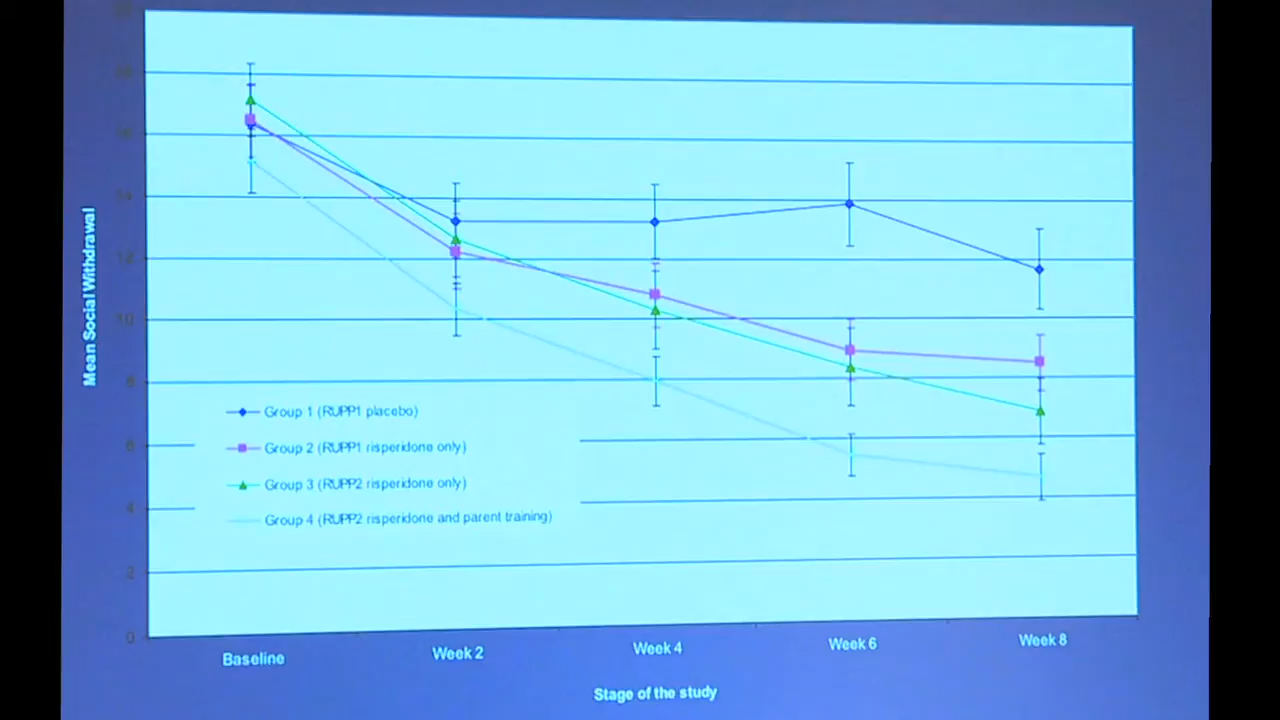 20
18
16
14
12
10
8
6
4
2
0
Mean Social Withdrawal
Group 1 (RUPP1 placebo)
Group 2 (RUPP1 risperidone only)
Group 3 (RUPP2 risperidone only)
Group 4 (RUPP2 risperidone and parent training)
Baseline
Week 2
Week 4
Week 6
Week 8
Stage of the study